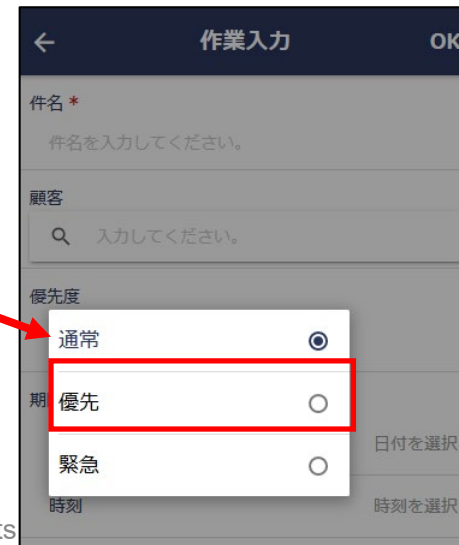 作業入力 OK
件名 *
件名を入力してください。
顧客
入力してください。
優先度
通常
優先
期
日付を選択
緊急
時刻 時刻を選択
ts